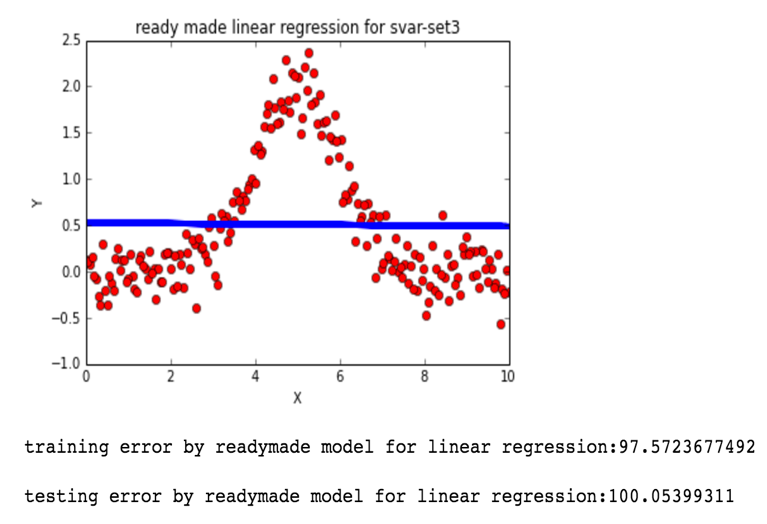 ready made linear regression for svar-set3
2.5
2.0
1.5
1.0
0.5
0.0
−0.5
−1.0
Y
0 2 4 6 8 10
X
training error by readymade model for linear regression:97.5723677492
testing error by readymade model for linear regression:100.05399311